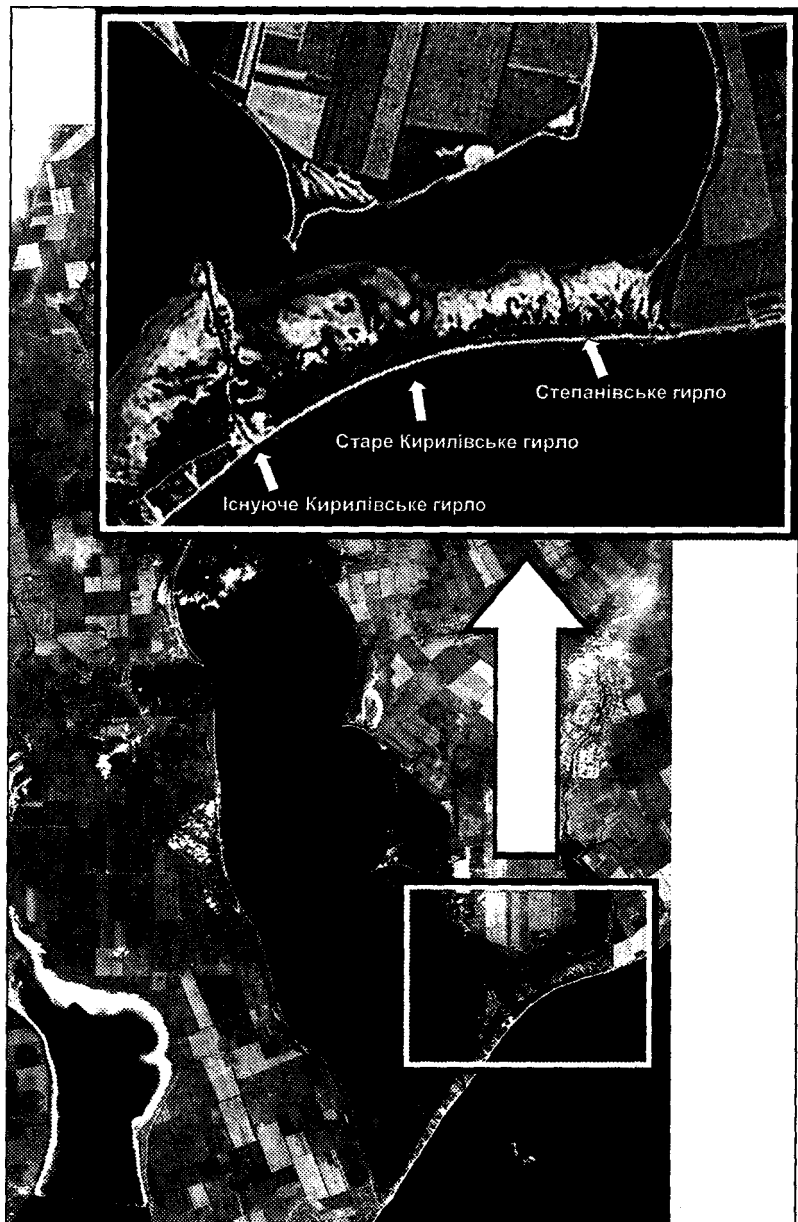 Степанівське гирло
Старе Кирилівське гирло
Існуюче Кирилівське гирло